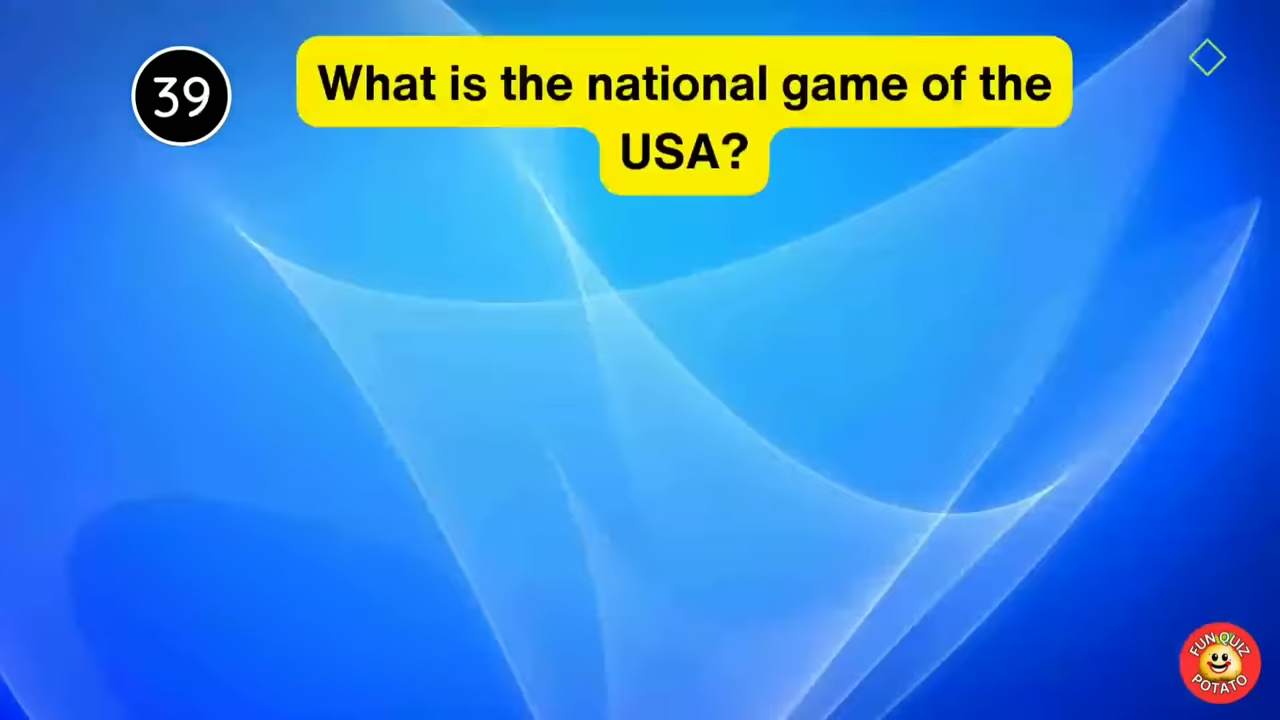 39
What is the national game of the
USA?
FUN QUIZ
POTATO